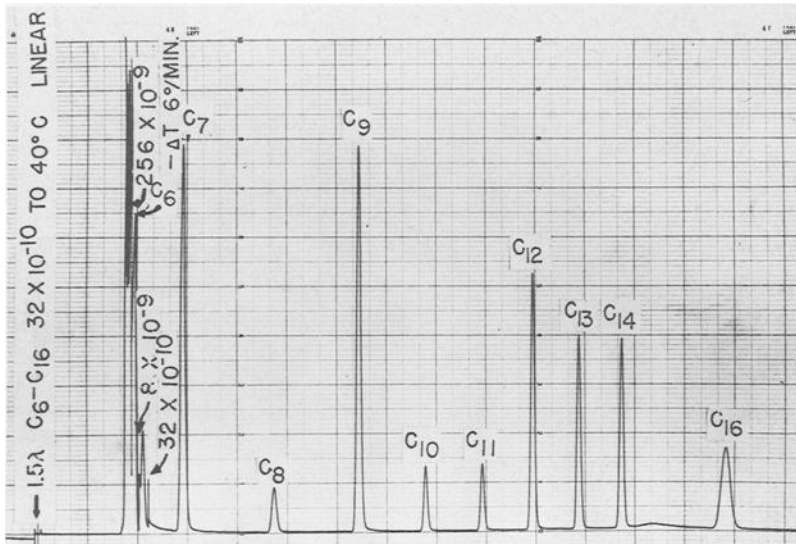 1.5λ C₆–C₁₆ 32 X 10⁻¹⁰ TO 40° C LINEAR
256 X 10⁻⁹
–ΔT 6°/MIN.
C₆
8 X 10⁻⁹
32 X 10⁻¹⁰
C₇
C₈
C₉
C₁₀
C₁₁
C₁₂
C₁₃
C₁₄
C₁₆